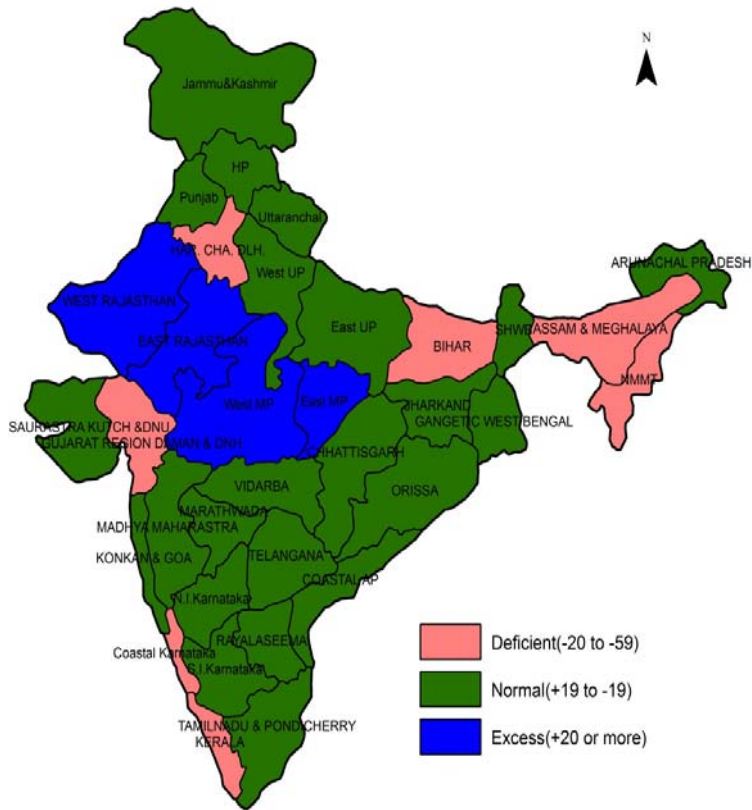 N
Jammu&Kashmir
HP
Punjab
Uttaranchal
HAR. CHA. DLH.
West UP
ARUNACHAL PRADESH
WEST RAJASTHAN
EAST RAJASTHAN
East UP
SHWB
ASSAM & MEGHALAYA
BIHAR
NMMT
West MP
East MP
JHARKAND
GANGETIC WEST BENGAL
SAURASTRA KUTCH &DNU
GUJARAT REGION DAMAN & DNH
CHHATTISGARH
VIDARBA
ORISSA
MARATHWADA
MADHYA MAHARASTRA
KONKAN & GOA
TELANGANA
COASTAL AP
N.I.Karnataka
RAYALASEEMA
Coastal Karnataka
S.I.Karnataka
TAMILNADU & PONDICHERRY
KERALA
Deficient(-20 to -59)
Normal(+19 to -19)
Excess(+20 or more)